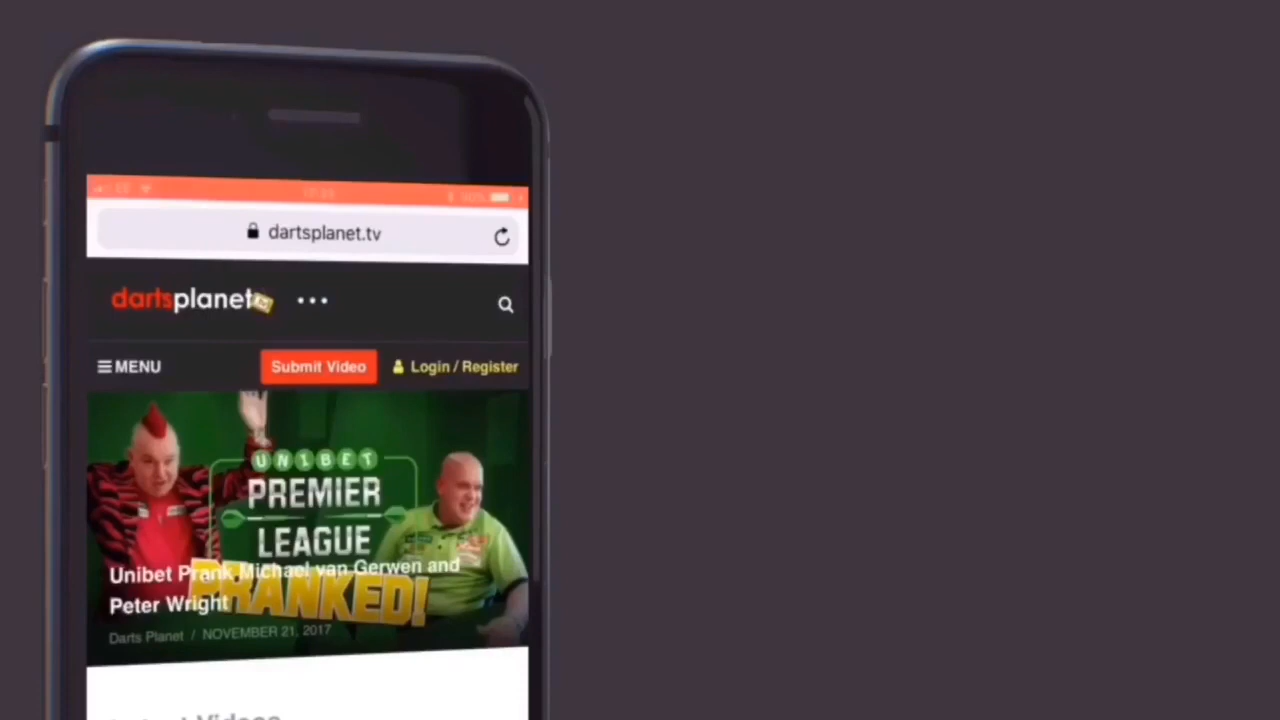 dartsplanet.tv
dartsplanet
MENU
Submit Video
Login / Register
UNIBET
PREMIER
LEAGUE
PRANKED!
Unibet Prank Michael van Gerwen and
Peter Wright
Darts Planet / NOVEMBER 21, 2017
Videos